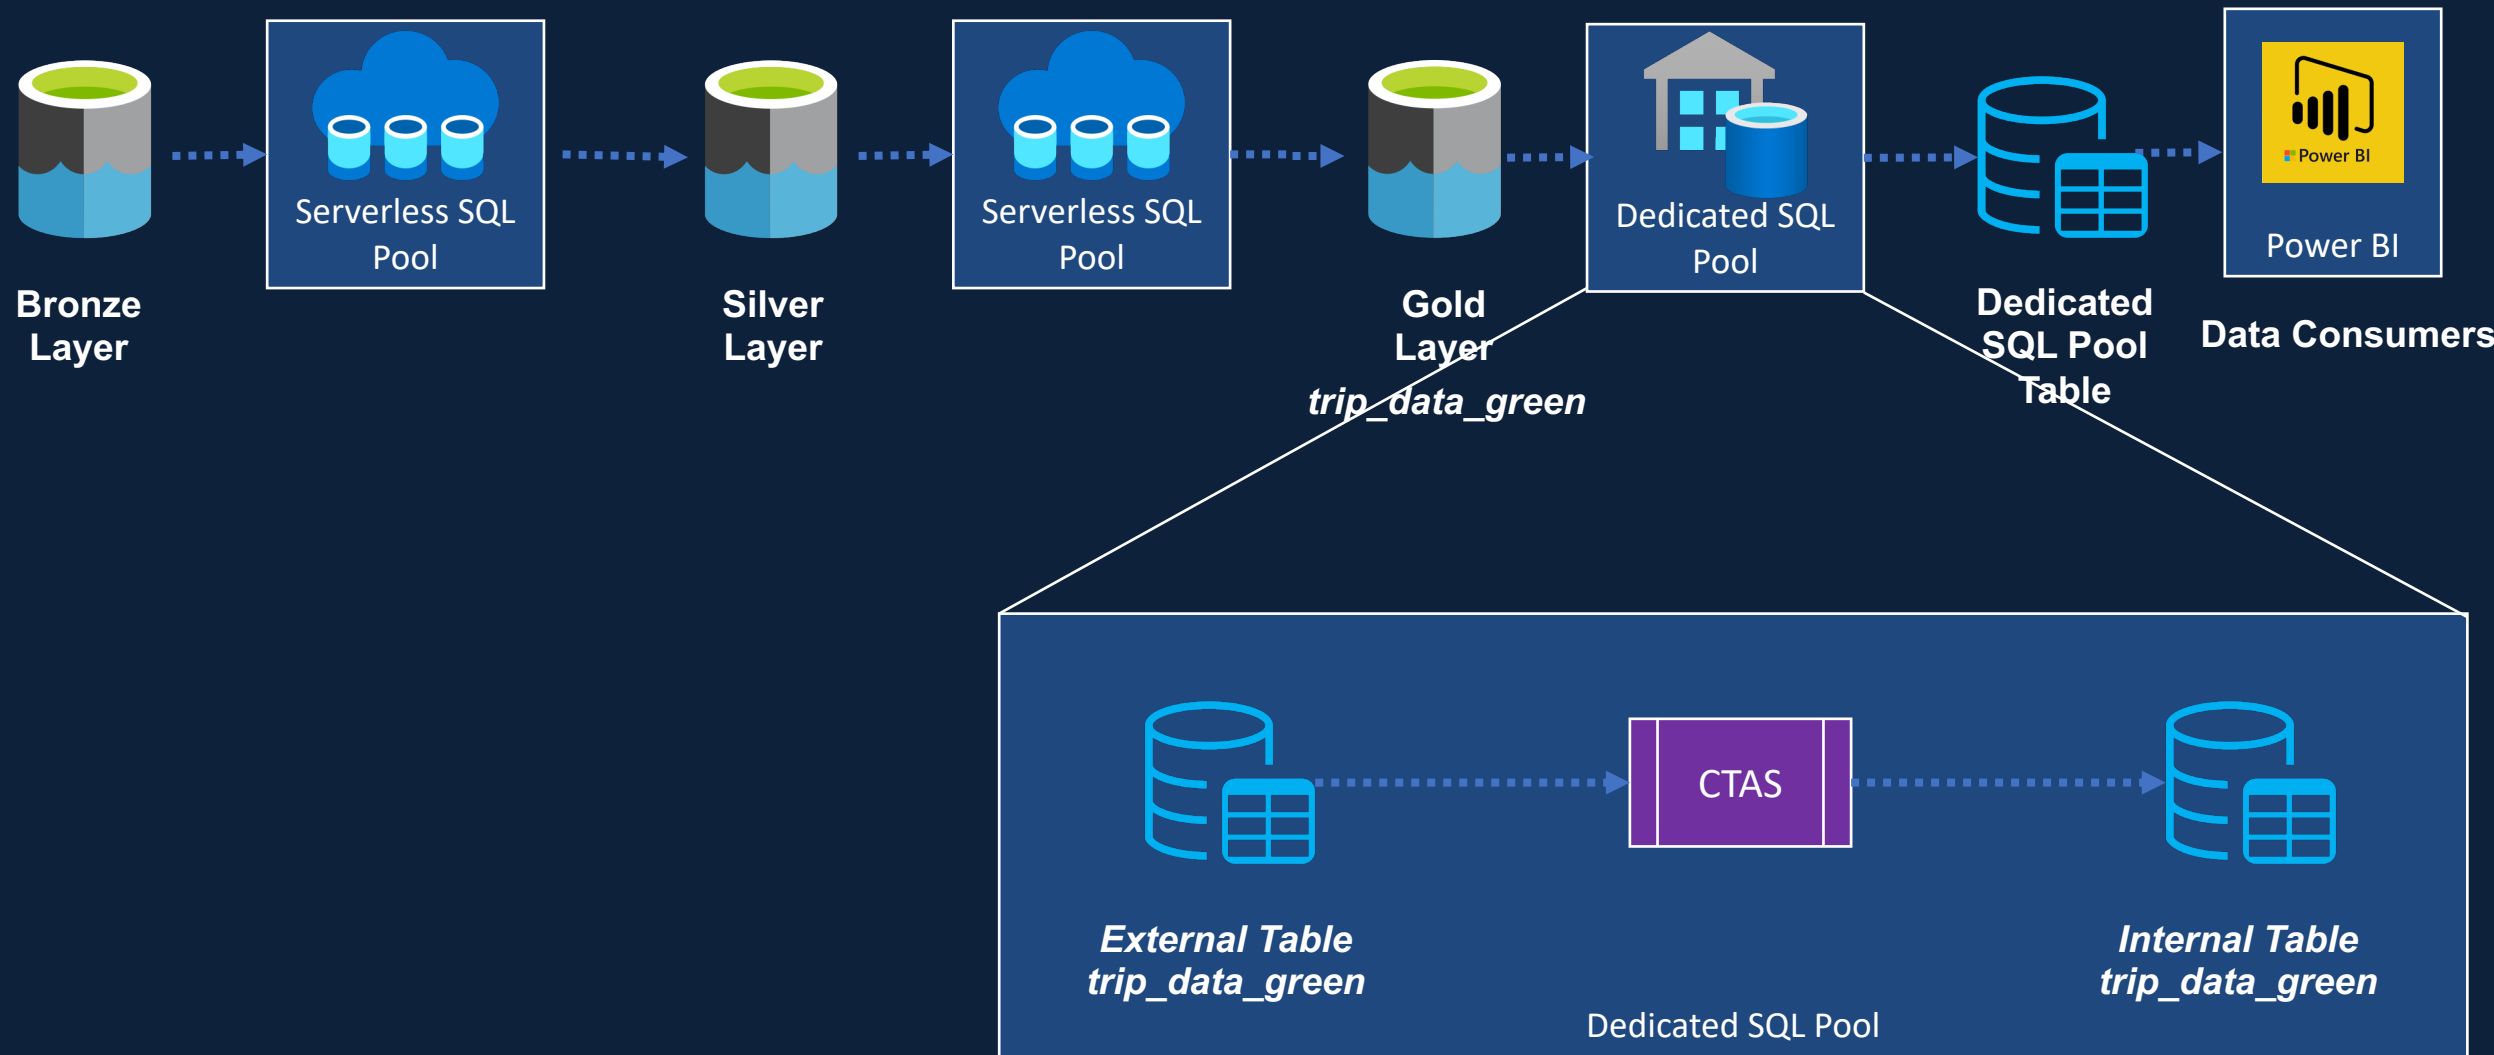 Serverless SQL
Pool
Serverless SQL
Pool
Dedicated SQL
Pool
Power BI
Power BI
Bronze
Layer
Silver
Layer
Gold
Layer
trip_data_green
Dedicated
SQL Pool
Table
Data Consumers
CTAS
External Table
trip_data_green
Internal Table
trip_data_green
Dedicated SQL Pool